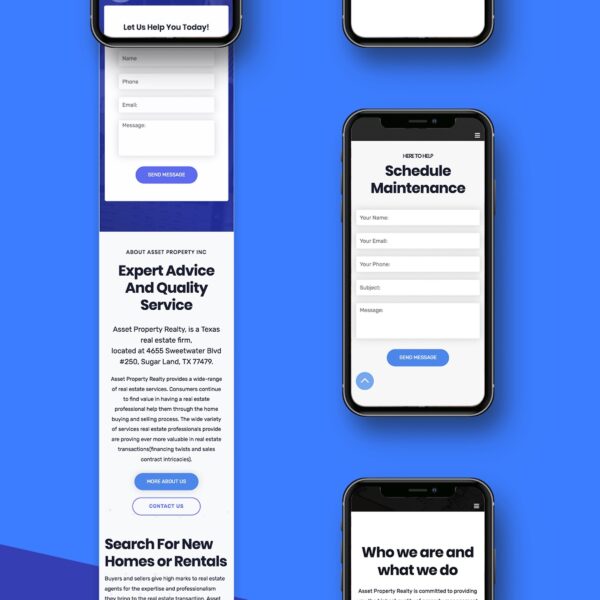 Let Us Help You Today!
Name
Phone
Email:
Message:
SEND MESSAGE
ABOUT ASSET PROPERTY INC
Expert Advice
And Quality
Service
Asset Property Realty, is a Texas
real estate firm,
located at 4655 Sweetwater Blvd
#250, Sugar Land, TX 77479.
Asset Property Realty provides a wide-range
of real estate services. Consumers continue
to find value in having a real estate
professional help them through the home
buying and selling process. The wide variety
of services real estate professionals provide
are proving ever more valuable in real estate
transactions(financing twists and sales
contract intricacies).
MORE ABOUT US
CONTACT US
Search For New
Homes or Rentals
Buyers and sellers give high marks to real estate
agents for the expertise and professionalism
they bring to the real estate transaction. Asset
HERE TO HELP
Schedule
Maintenance
Your Name:
Your Email:
Your Phone:
Subject:
Message:
SEND MESSAGE
Who we are and
what we do
Asset Property Realty is committed to providing